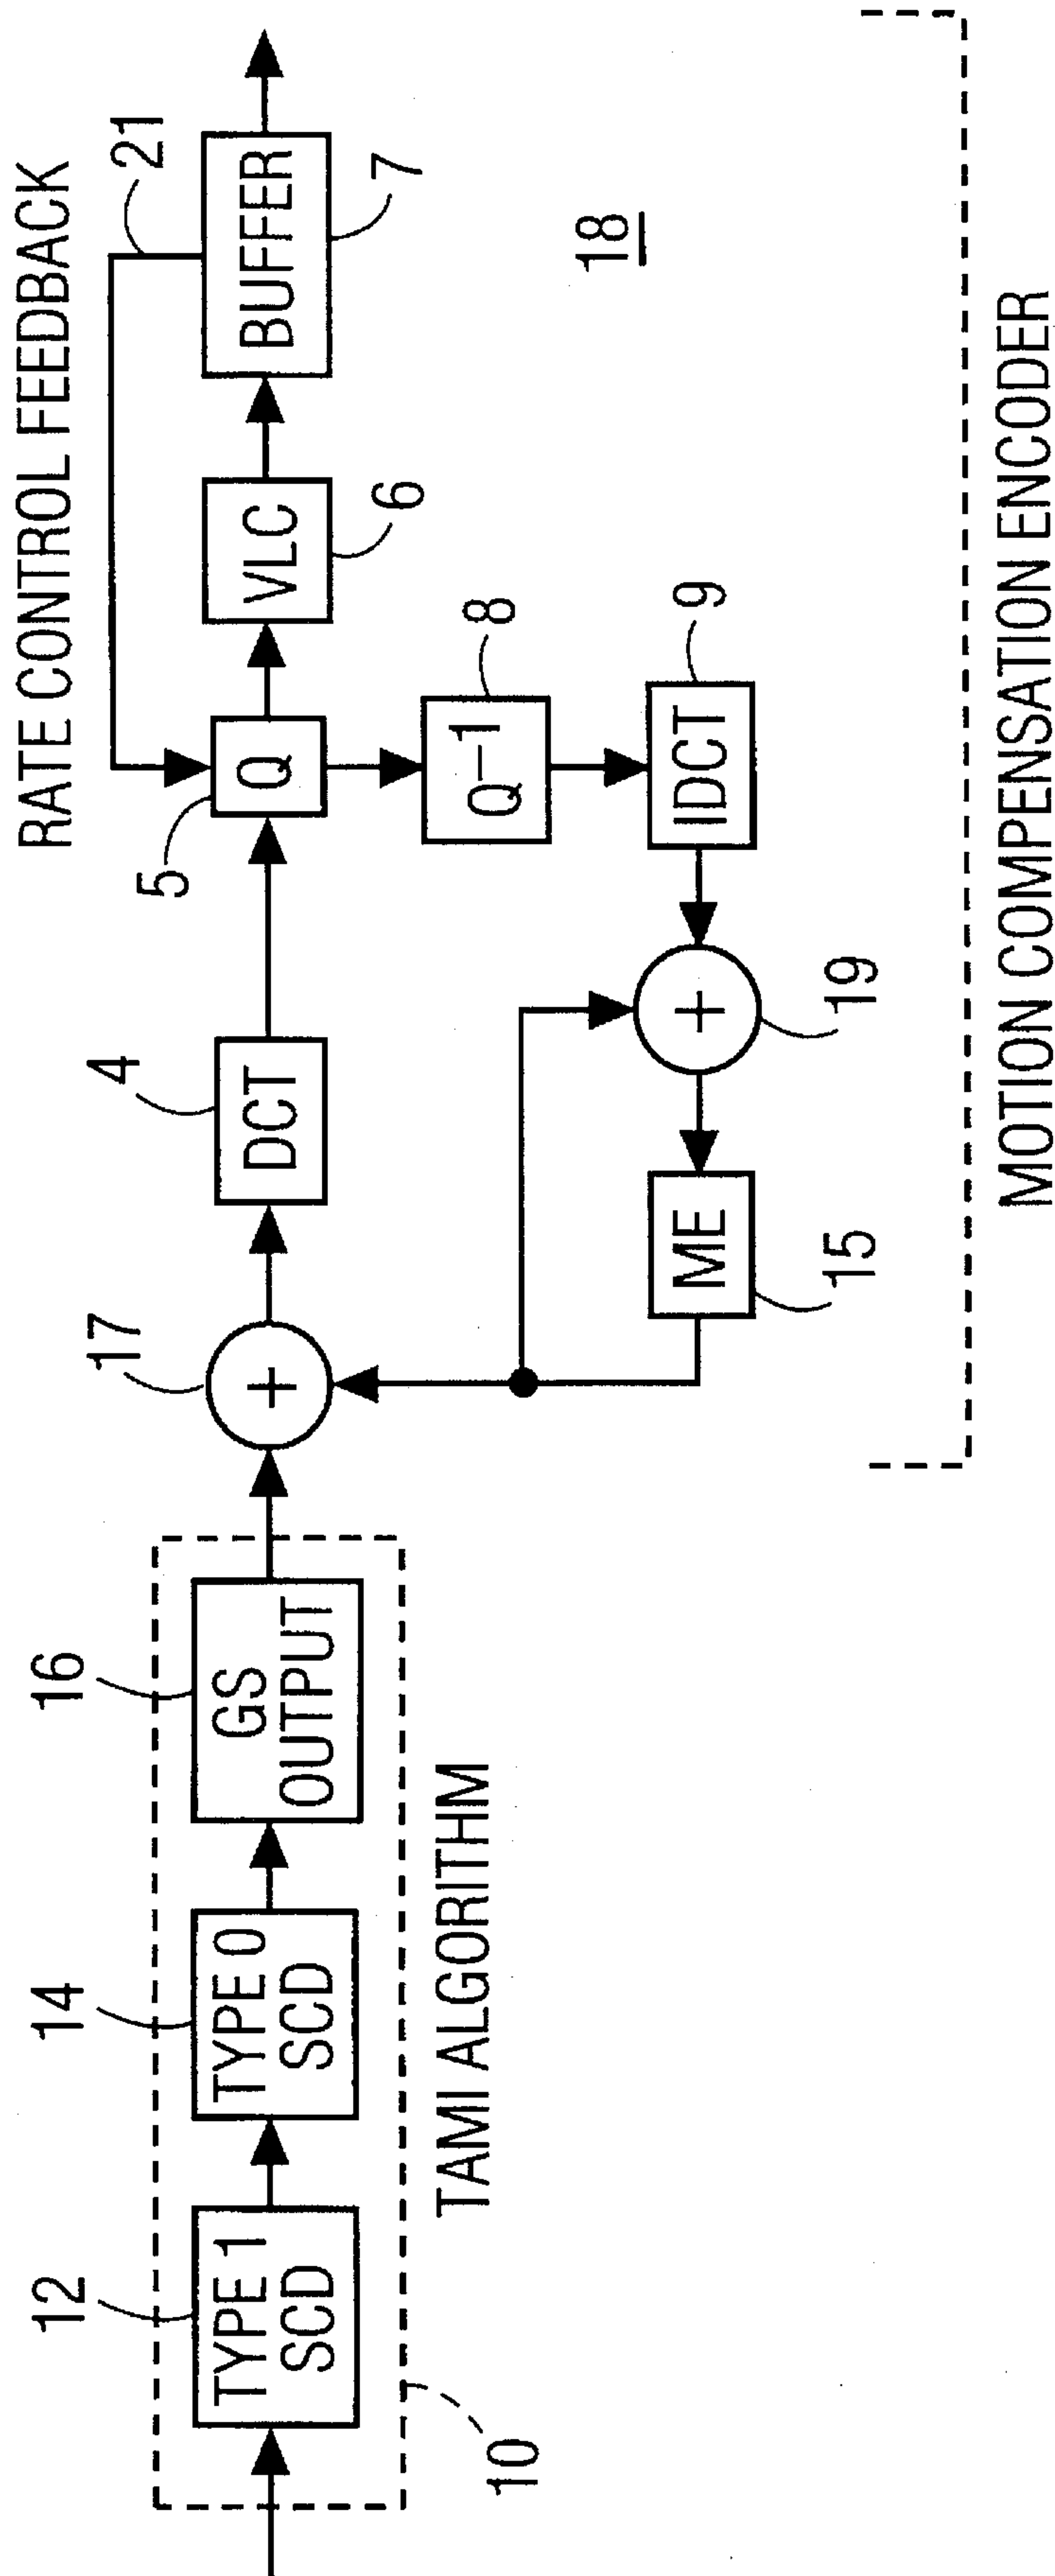 RATE CONTROL FEEDBACK
21
12
14
16
17
4
5
TYPE 1
SCD
TYPE 0
SCD
GS
OUTPUT
+
DCT
Q
VLC
BUFFER
6
7
10
TAMI ALGORITHM
8
Q-1
18
9
ME
+
IDCT
15
19
MOTION COMPENSATION ENCODER